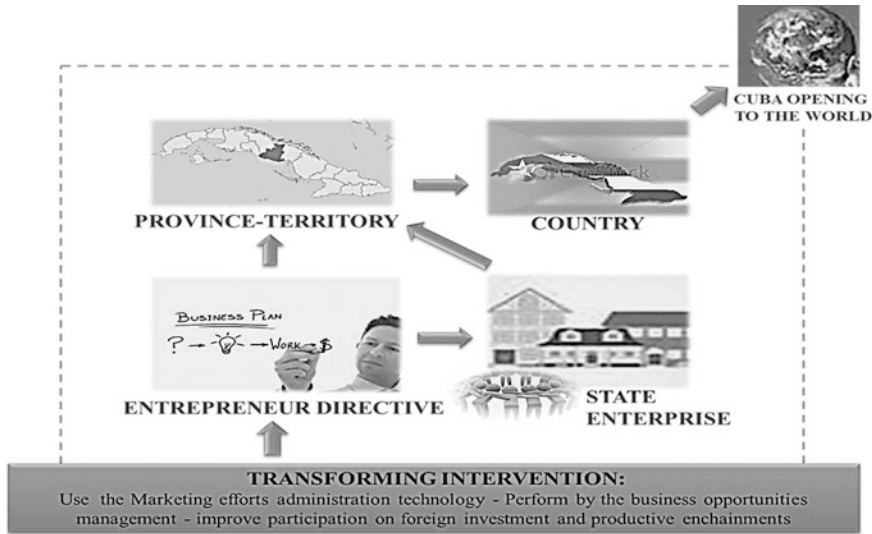 CUBA OPENING
TO THE WORLD
PROVINCE-TERRITORY
COUNTRY
BUSINESS PLAN
? → → WORK → $
ENTREPRENEUR DIRECTIVE
STATE
ENTERPRISE
TRANSFORMING INTERVENTION:
Use the Marketing efforts administration technology - Perform by the business opportunities
management - improve participation on foreign investment and productive enchainments